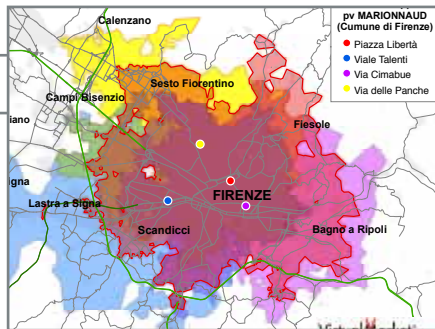 Calenzano
pv MARIONNAUD
(Cumune di Firenze)
Piazza Libertà
Viale Talenti
Via Cimabue
Via delle Panche
Sesto Fiorentino
Campi Bisenzio
iano
Fiesole
igna
FIRENZE
Lastra a Signa
Scandicci
Bagno a Ripoli